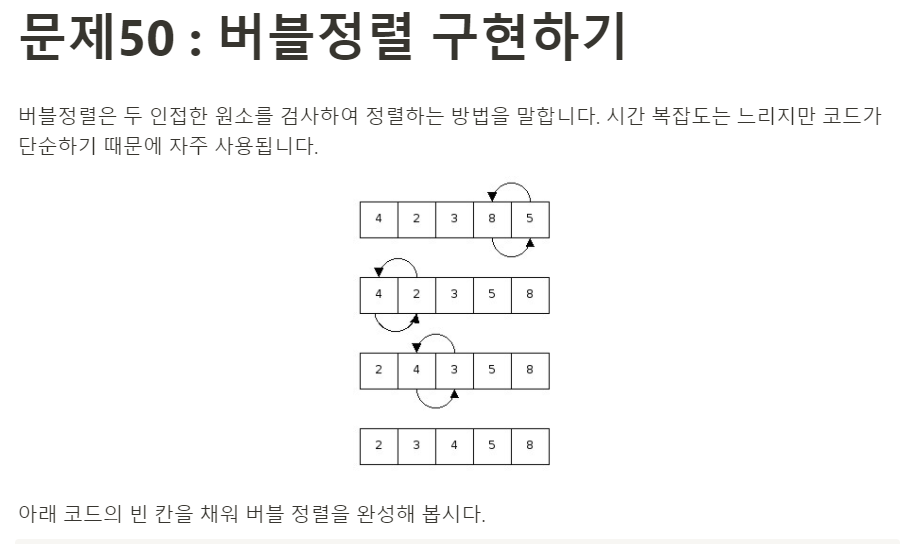 문제50 : 버블정렬 구현하기
버블정렬은 두 인접한 원소를 검사하여 정렬하는 방법을 말합니다. 시간 복잡도는 느리지만 코드가
단순하기 때문에 자주 사용됩니다.
4 2 3 8 5
4 2 3 5 8
2 4 3 5 8
2 3 4 5 8
아래 코드의 빈 칸을 채워 버블 정렬을 완성해 봅시다.